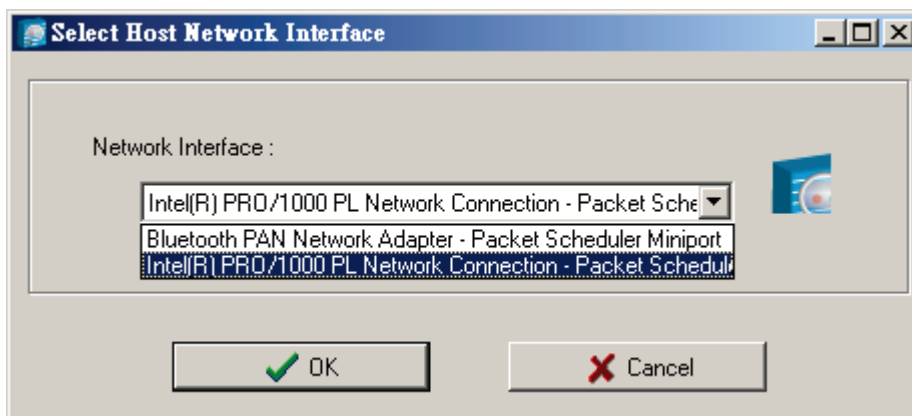 Select Host Network Interface
Network Interface :
Intel(R) PRO/1000 PL Network Connection - Packet Sche
Bluetooth PAN Network Adapter - Packet Scheduler Miniport
Intel(R) PRO/1000 PL Network Connection - Packet Schedul
OK
Cancel